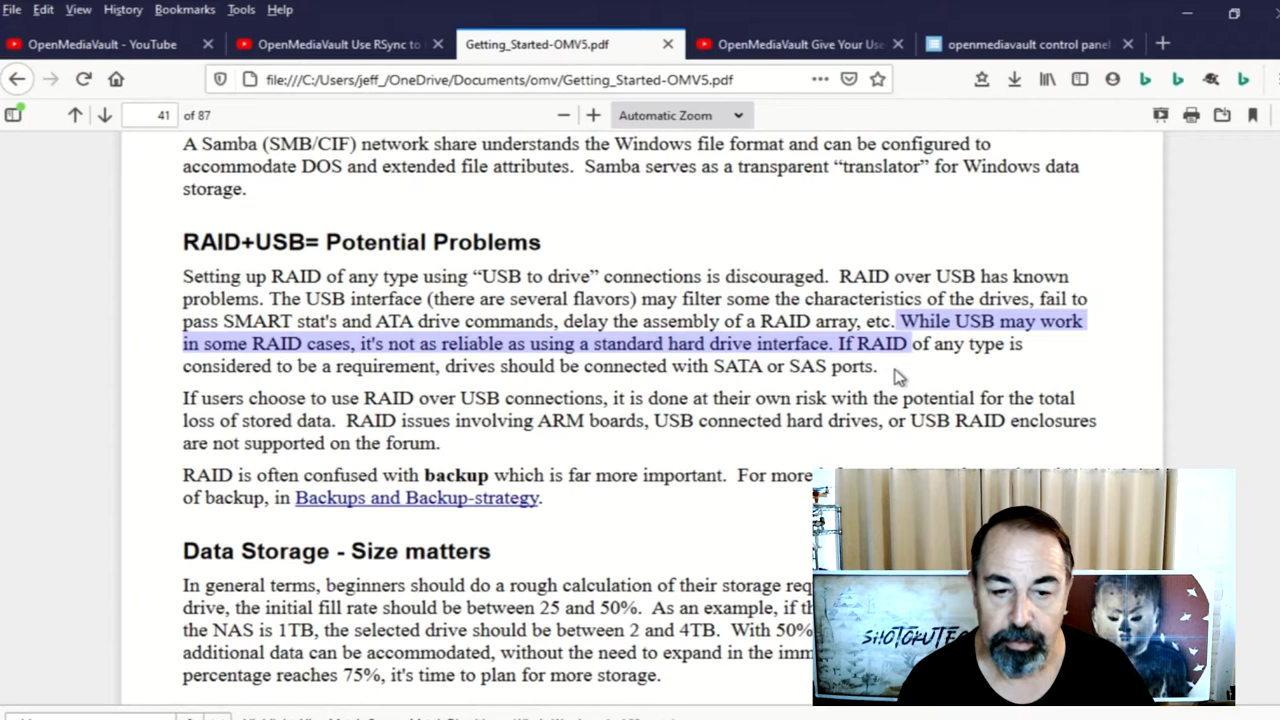 File Edit View History Bookmarks Tools Help
OpenMediaVault - YouTube
OpenMediaVault Use RSync to
Getting_Started-OMV5.pdf
OpenMediaVault Give Your Use
openmediavault control panel
file:///C:/Users/jeff_/OneDrive/Documents/omv/Getting_Started-OMV5.pdf
41 of 87
Automatic Zoom
A Samba (SMB/CIF) network share understands the Windows file format and can be configured to
accommodate DOS and extended file attributes. Samba serves as a transparent “translator” for Windows data
storage.
RAID+USB= Potential Problems
Setting up RAID of any type using “USB to drive” connections is discouraged. RAID over USB has known
problems. The USB interface (there are several flavors) may filter some the characteristics of the drives, fail to
pass SMART stat's and ATA drive commands, delay the assembly of a RAID array, etc. While USB may work
in some RAID cases, it's not as reliable as using a standard hard drive interface. If RAID of any type is
considered to be a requirement, drives should be connected with SATA or SAS ports.
If users choose to use RAID over USB connections, it is done at their own risk with the potential for the total
loss of stored data. RAID issues involving ARM boards, USB connected hard drives, or USB RAID enclosures
are not supported on the forum.
RAID is often confused with backup which is far more important. For more
of backup, in Backups and Backup-strategy.
Data Storage - Size matters
In general terms, beginners should do a rough calculation of their storage req
drive, the initial fill rate should be between 25 and 50%. As an example, if th
the NAS is 1TB, the selected drive should be between 2 and 4TB. With 50%
additional data can be accommodated, without the need to expand in the imm
percentage reaches 75%, it's time to plan for more storage.
SHOTOKUTEC